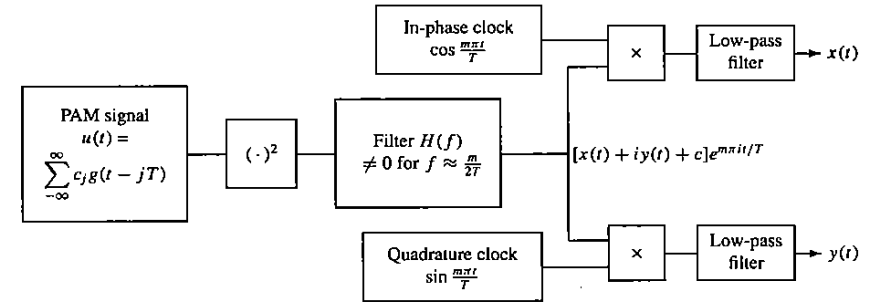 In-phase clock
cos mπt/T
×
Low-pass
filter
x(t)
PAM signal
u(t) =
∞
∑ c_j g(t − jT)
−∞
(·)²
Filter H(f)
≠ 0 for f ≈ m/2T
[x(t) + iy(t) + c]e^{mπit/T}
Quadrature clock
sin mπt/T
×
Low-pass
filter
y(t)